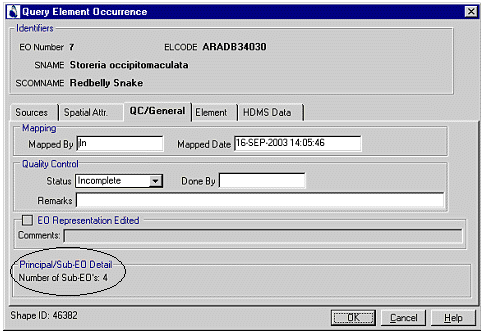 Query Element Occurrence
Identifiers
EO Number 7 ELCODE ARADB34030
SNAME Storeria occipitomaculata
SCOMNAME Redbelly Snake
Sources Spatial Attr. QC/General Element HDMS Data
Mapping
Mapped By jln Mapped Date 16-SEP-2003 14:05:46
Quality Control
Status Incomplete Done By
Remarks
EO Representation Edited
Comments:
Principal/Sub-EO Detail
Number of Sub-EO's: 4
Shape ID: 46382 OK Cancel Help